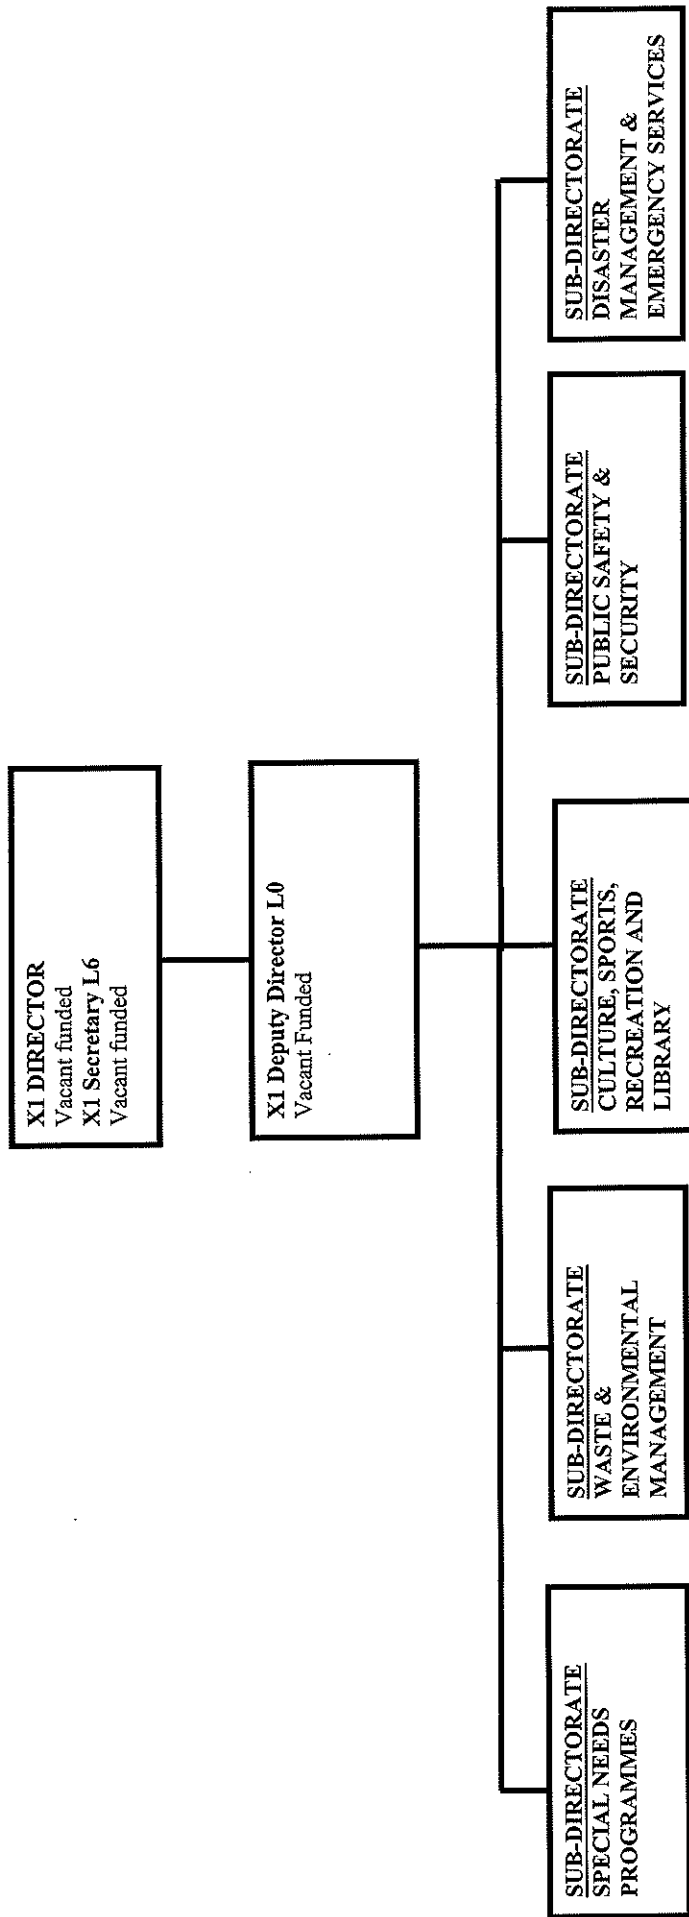 X1 DIRECTOR
Vacant funded
X1 Secretary L6
Vacant funded
X1 Deputy Director L0
Vacant Funded
SUB-DIRECTORATE
SPECIAL NEEDS
PROGRAMMES
SUB-DIRECTORATE
WASTE &
ENVIRONMENTAL
MANAGEMENT
SUB-DIRECTORATE
CULTURE, SPORTS,
RECREATION AND
LIBRARY
SUB-DIRECTORATE
PUBLIC SAFETY &
SECURITY
SUB-DIRECTORATE
DISASTER
MANAGEMENT &
EMERGENCY SERVICES